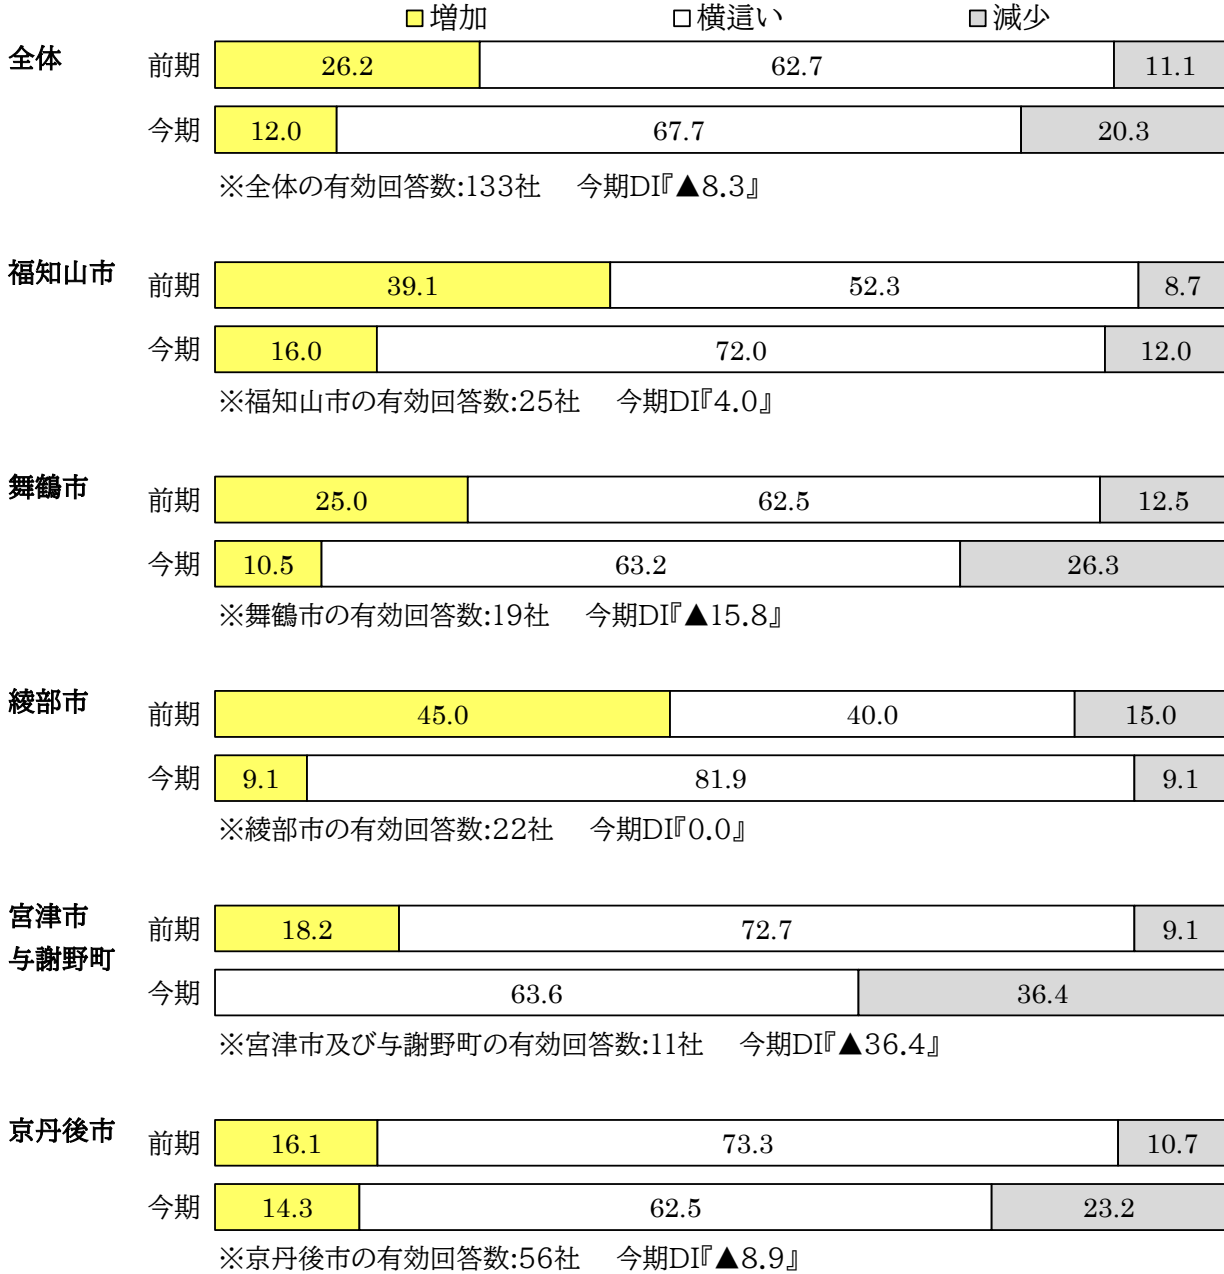 □増加 □横這い □減少
全体
前期 26.2 62.7 11.1
今期 12.0 67.7 20.3
※全体の有効回答数:133社 今期DI『▲8.3』
福知山市
前期 39.1 52.3 8.7
今期 16.0 72.0 12.0
※福知山市の有効回答数:25社 今期DI『4.0』
舞鶴市
前期 25.0 62.5 12.5
今期 10.5 63.2 26.3
※舞鶴市の有効回答数:19社 今期DI『▲15.8』
綾部市
前期 45.0 40.0 15.0
今期 9.1 81.9 9.1
※綾部市の有効回答数:22社 今期DI『0.0』
宮津市
与謝野町
前期 18.2 72.7 9.1
今期 63.6 36.4
※宮津市及び与謝野町の有効回答数:11社 今期DI『▲36.4』
京丹後市
前期 16.1 73.3 10.7
今期 14.3 62.5 23.2
※京丹後市の有効回答数:56社 今期DI『▲8.9』